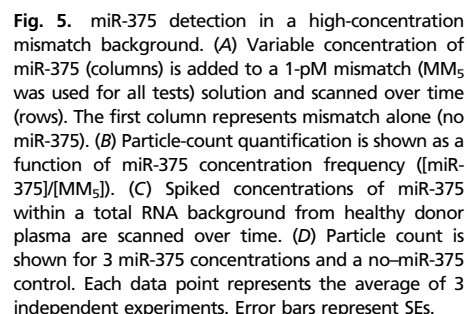 Fig. 5. miR-375 detection in a high-concentration
mismatch background. (A) Variable concentration of
miR-375 (columns) is added to a 1-pM mismatch (MM₅
was used for all tests) solution and scanned over time
(rows). The first column represents mismatch alone (no
miR-375). (B) Particle-count quantification is shown as a
function of miR-375 concentration frequency ([miR-
375]/[MM₅]). (C) Spiked concentrations of miR-375
within a total RNA background from healthy donor
plasma are scanned over time. (D) Particle count is
shown for 3 miR-375 concentrations and a no–miR-375
control. Each data point represents the average of 3
independent experiments. Error bars represent SEs.